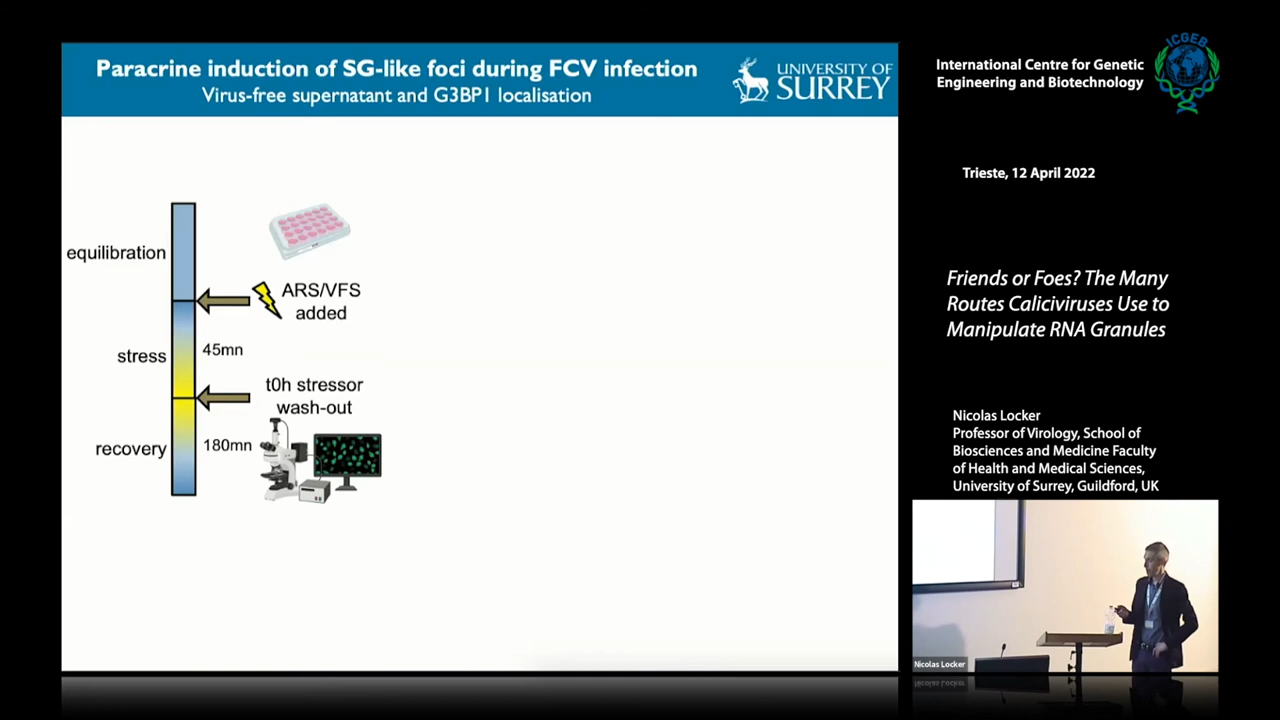 Paracrine induction of SG-like foci during FCV infection
Virus-free supernatant and G3BP1 localisation
UNIVERSITY OF
SURREY
equilibration
ARS/VFS
added
stress
45mn
t0h stressor
wash-out
recovery
180mn
International Centre for Genetic
Engineering and Biotechnology
ICGEB
Trieste, 12 April 2022
Friends or Foes? The Many
Routes Caliciviruses Use to
Manipulate RNA Granules
Nicolas Locker
Professor of Virology, School of
Biosciences and Medicine Faculty
of Health and Medical Sciences,
University of Surrey, Guildford, UK
Nicolas Locker